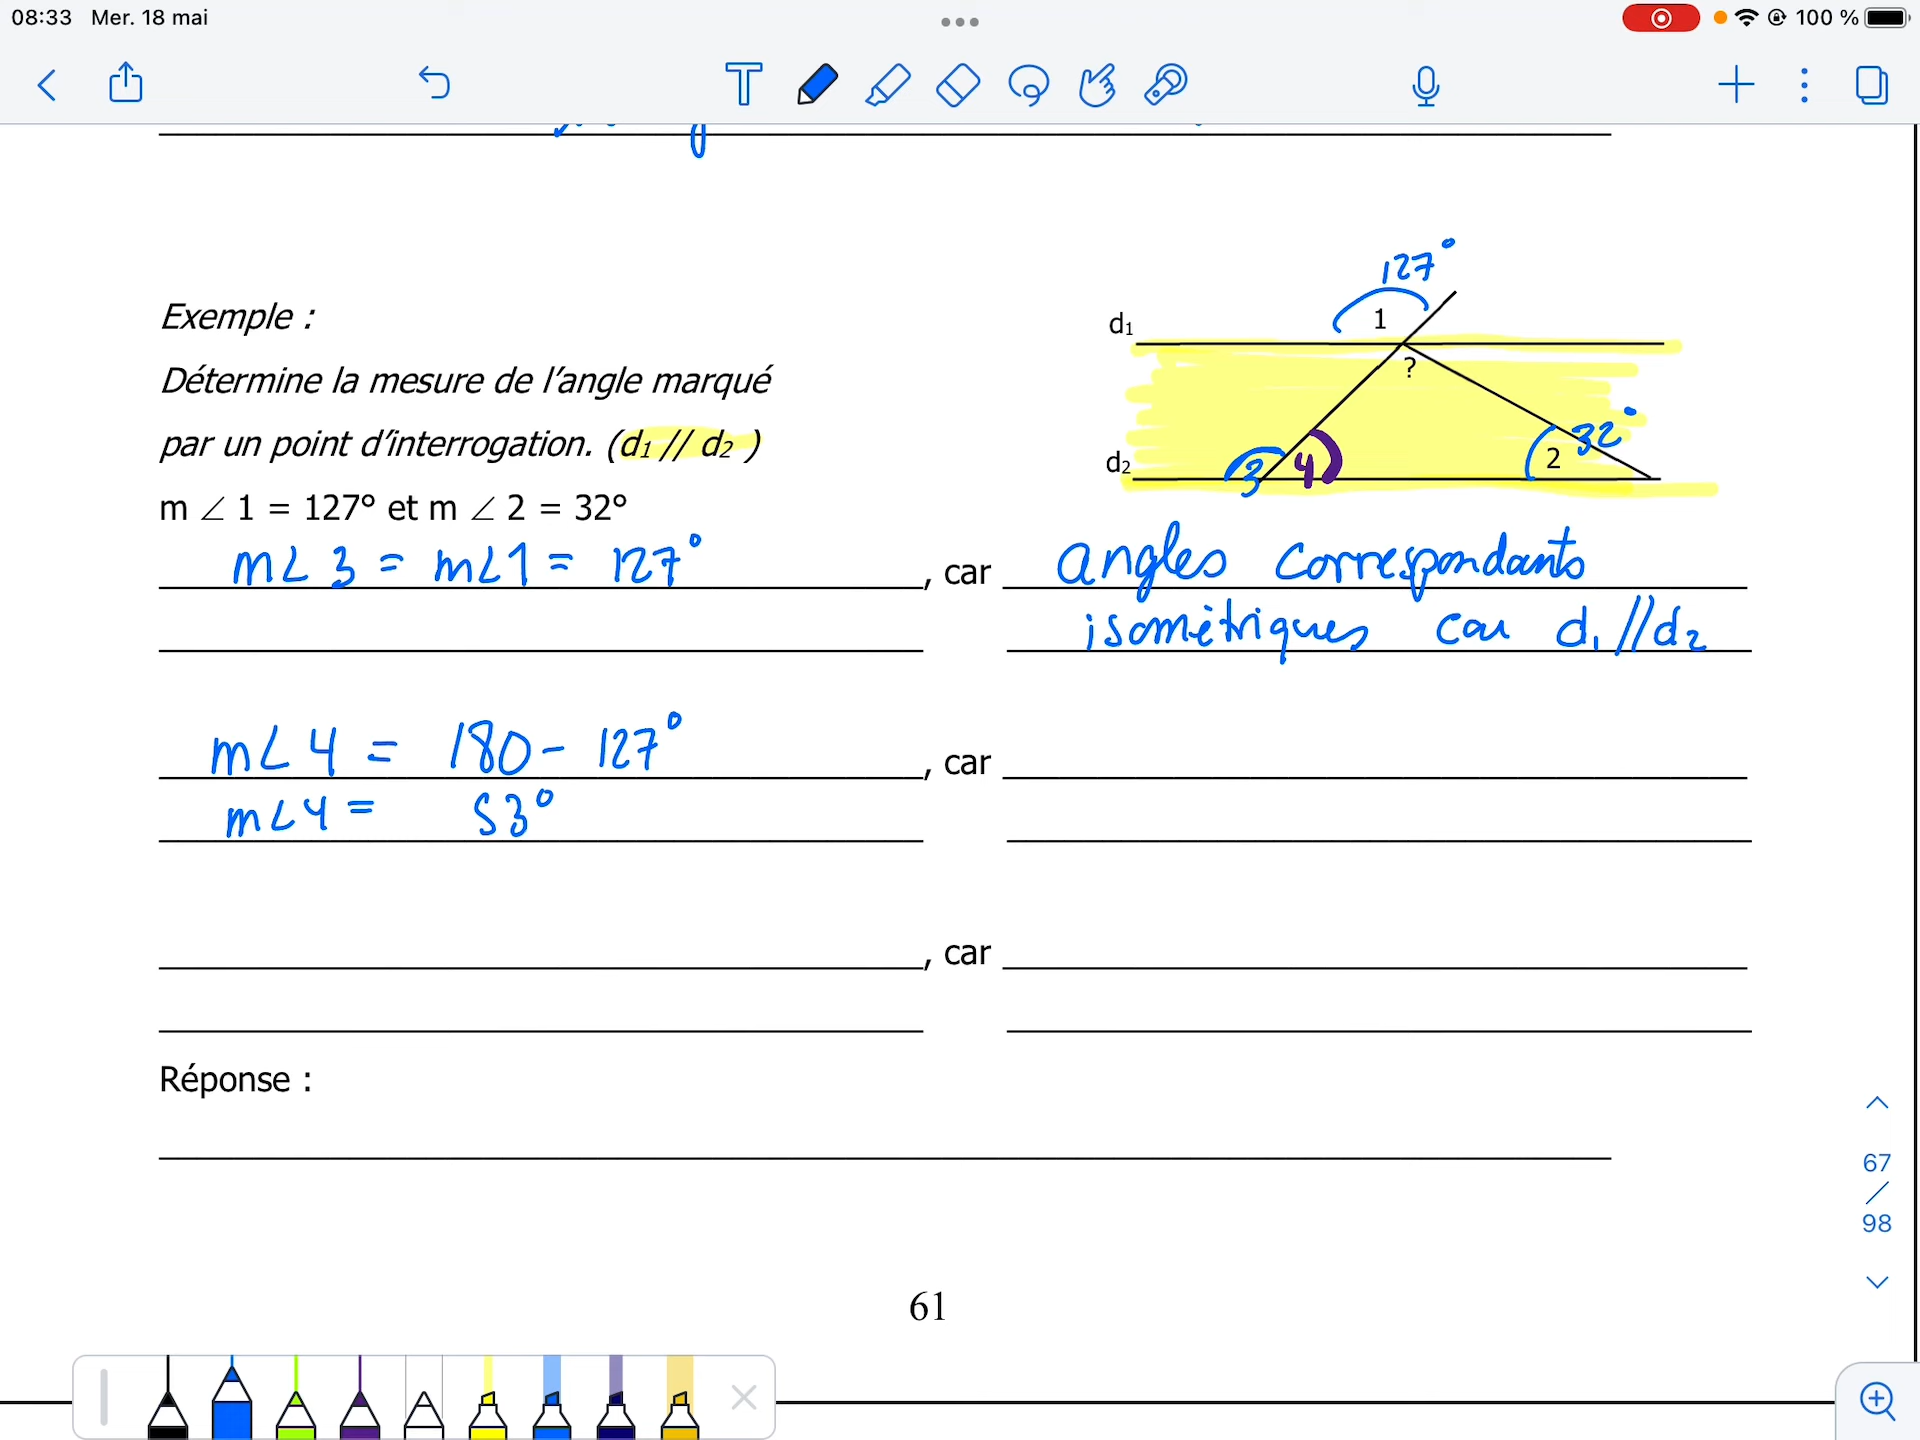 08:33 Mer. 18 mai
100 %
127°
Exemple :
d1
1
Détermine la mesure de l'angle marqué
?
par un point d'interrogation. (d1 // d2 )
d2
3
4
2
32°
m ∠ 1 = 127° et m ∠ 2 = 32°
m∠ 3 = m∠1 = 127° , car angles correspondants
isométriques car d1 // d2
m∠ 4 = 180 - 127° , car
m∠4 = 53°
, car
Réponse :
67
/
98
61